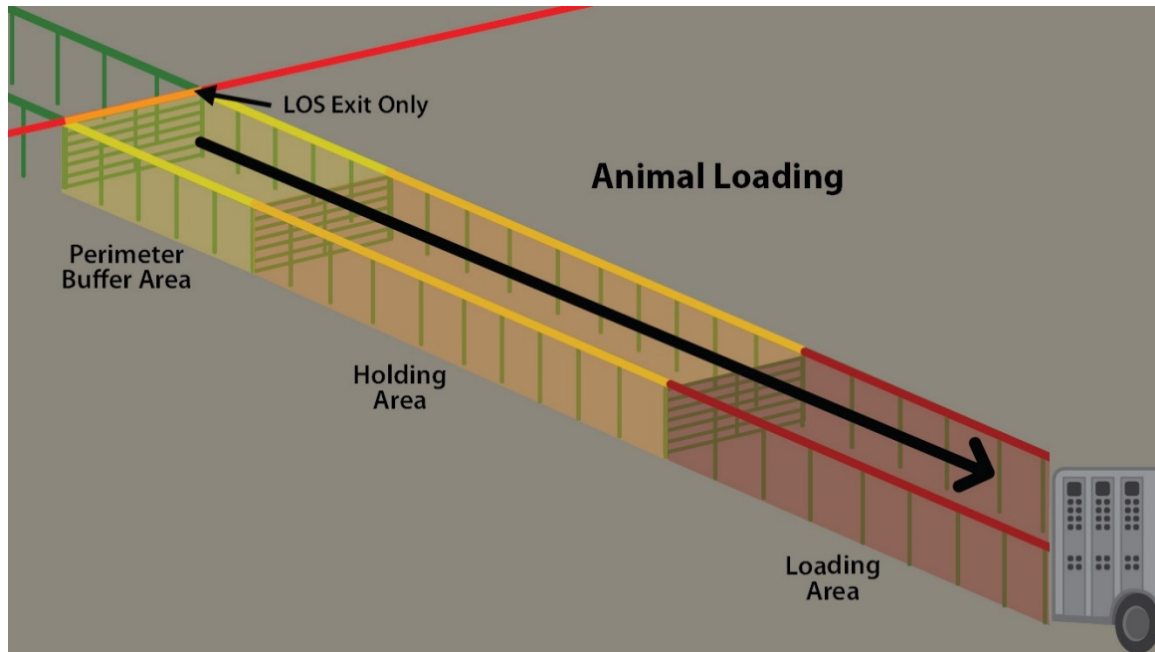 LOS Exit Only
Animal Loading
Perimeter
Buffer Area
Holding
Area
Loading
Area